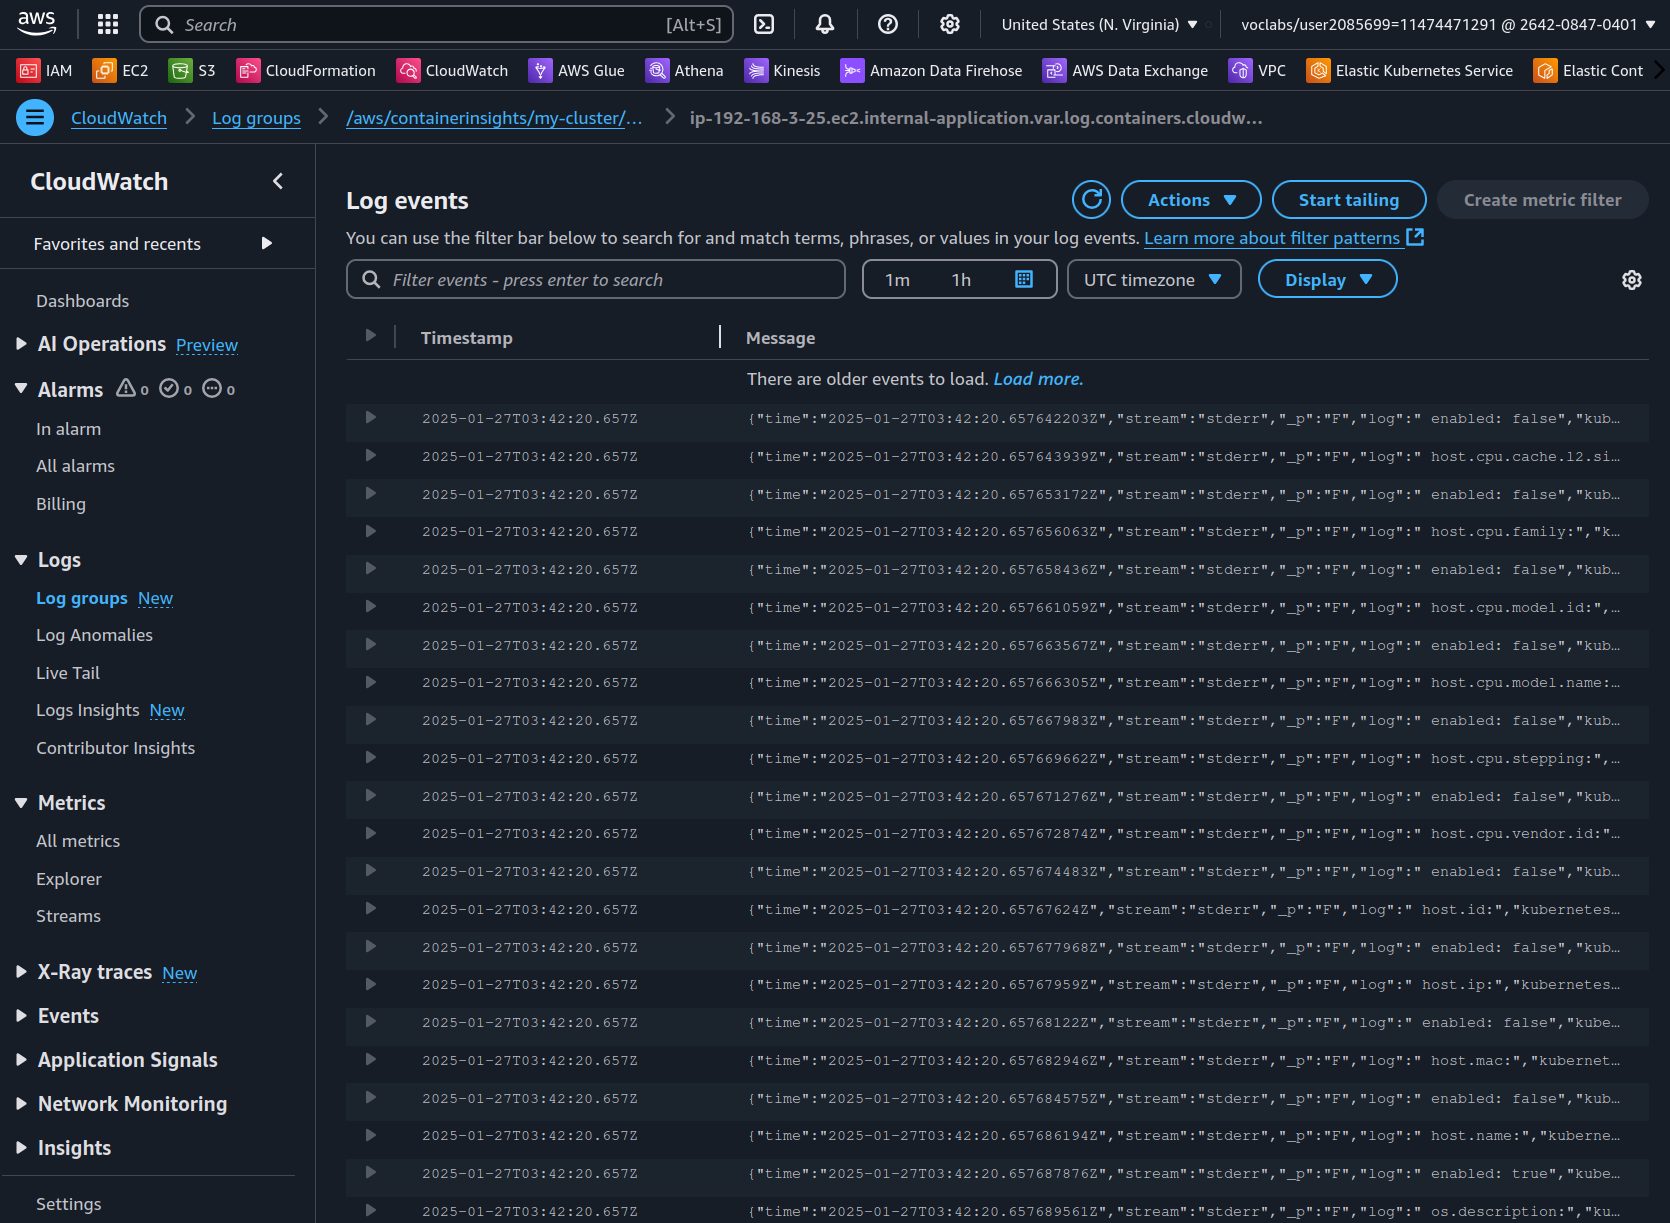 aws Search [Alt+S] United States (N. Virginia) voclabs/user2085699=11474471291 @ 2642-0847-0401
IAM EC2 S3 CloudFormation CloudWatch AWS Glue Athena Kinesis Amazon Data Firehose AWS Data Exchange VPC Elastic Kubernetes Service Elastic Cont
CloudWatch Log groups /aws/containerinsights/my-cluster/... ip-192-168-3-25.ec2.internal-application.var.log.containers.cloudw...
CloudWatch
Favorites and recents
Dashboards
AI Operations Preview
Alarms 0 0 0
In alarm
All alarms
Billing
Logs
Log groups New
Log Anomalies
Live Tail
Logs Insights New
Contributor Insights
Metrics
All metrics
Explorer
Streams
X-Ray traces New
Events
Application Signals
Network Monitoring
Insights
Settings
Log events
Actions Start tailing Create metric filter
You can use the filter bar below to search for and match terms, phrases, or values in your log events. Learn more about filter patterns
Filter events - press enter to search 1m 1h UTC timezone Display
Timestamp Message
There are older events to load. Load more.
2025-01-27T03:42:20.657Z {"time":"2025-01-27T03:42:20.657642203Z","stream":"stderr","_p":"F","log":" enabled: false","kub...
2025-01-27T03:42:20.657Z {"time":"2025-01-27T03:42:20.657643939Z","stream":"stderr","_p":"F","log":" host.cpu.cache.l2.si...
2025-01-27T03:42:20.657Z {"time":"2025-01-27T03:42:20.657653172Z","stream":"stderr","_p":"F","log":" enabled: false","kub...
2025-01-27T03:42:20.657Z {"time":"2025-01-27T03:42:20.657656063Z","stream":"stderr","_p":"F","log":" host.cpu.family:","k...
2025-01-27T03:42:20.657Z {"time":"2025-01-27T03:42:20.657658436Z","stream":"stderr","_p":"F","log":" enabled: false","kub...
2025-01-27T03:42:20.657Z {"time":"2025-01-27T03:42:20.657661059Z","stream":"stderr","_p":"F","log":" host.cpu.model.id:",...
2025-01-27T03:42:20.657Z {"time":"2025-01-27T03:42:20.657663567Z","stream":"stderr","_p":"F","log":" enabled: false","kub...
2025-01-27T03:42:20.657Z {"time":"2025-01-27T03:42:20.657666305Z","stream":"stderr","_p":"F","log":" host.cpu.model.name:...
2025-01-27T03:42:20.657Z {"time":"2025-01-27T03:42:20.657667983Z","stream":"stderr","_p":"F","log":" enabled: false","kub...
2025-01-27T03:42:20.657Z {"time":"2025-01-27T03:42:20.657669662Z","stream":"stderr","_p":"F","log":" host.cpu.stepping:",...
2025-01-27T03:42:20.657Z {"time":"2025-01-27T03:42:20.657671276Z","stream":"stderr","_p":"F","log":" enabled: false","kub...
2025-01-27T03:42:20.657Z {"time":"2025-01-27T03:42:20.657672874Z","stream":"stderr","_p":"F","log":" host.cpu.vendor.id:"...
2025-01-27T03:42:20.657Z {"time":"2025-01-27T03:42:20.657674483Z","stream":"stderr","_p":"F","log":" enabled: false","kub...
2025-01-27T03:42:20.657Z {"time":"2025-01-27T03:42:20.65767624Z","stream":"stderr","_p":"F","log":" host.id:","kubernetes...
2025-01-27T03:42:20.657Z {"time":"2025-01-27T03:42:20.657677968Z","stream":"stderr","_p":"F","log":" enabled: false","kub...
2025-01-27T03:42:20.657Z {"time":"2025-01-27T03:42:20.65767959Z","stream":"stderr","_p":"F","log":" host.ip:","kubernetes...
2025-01-27T03:42:20.657Z {"time":"2025-01-27T03:42:20.65768122Z","stream":"stderr","_p":"F","log":" enabled: false","kube...
2025-01-27T03:42:20.657Z {"time":"2025-01-27T03:42:20.657682946Z","stream":"stderr","_p":"F","log":" host.mac:","kubernet...
2025-01-27T03:42:20.657Z {"time":"2025-01-27T03:42:20.657684575Z","stream":"stderr","_p":"F","log":" enabled: false","kub...
2025-01-27T03:42:20.657Z {"time":"2025-01-27T03:42:20.657686194Z","stream":"stderr","_p":"F","log":" host.name:","kuberne...
2025-01-27T03:42:20.657Z {"time":"2025-01-27T03:42:20.657687876Z","stream":"stderr","_p":"F","log":" enabled: true","kube...
2025-01-27T03:42:20.657Z {"time":"2025-01-27T03:42:20.657689561Z","stream":"stderr","_p":"F","log":" os.description:","ku...